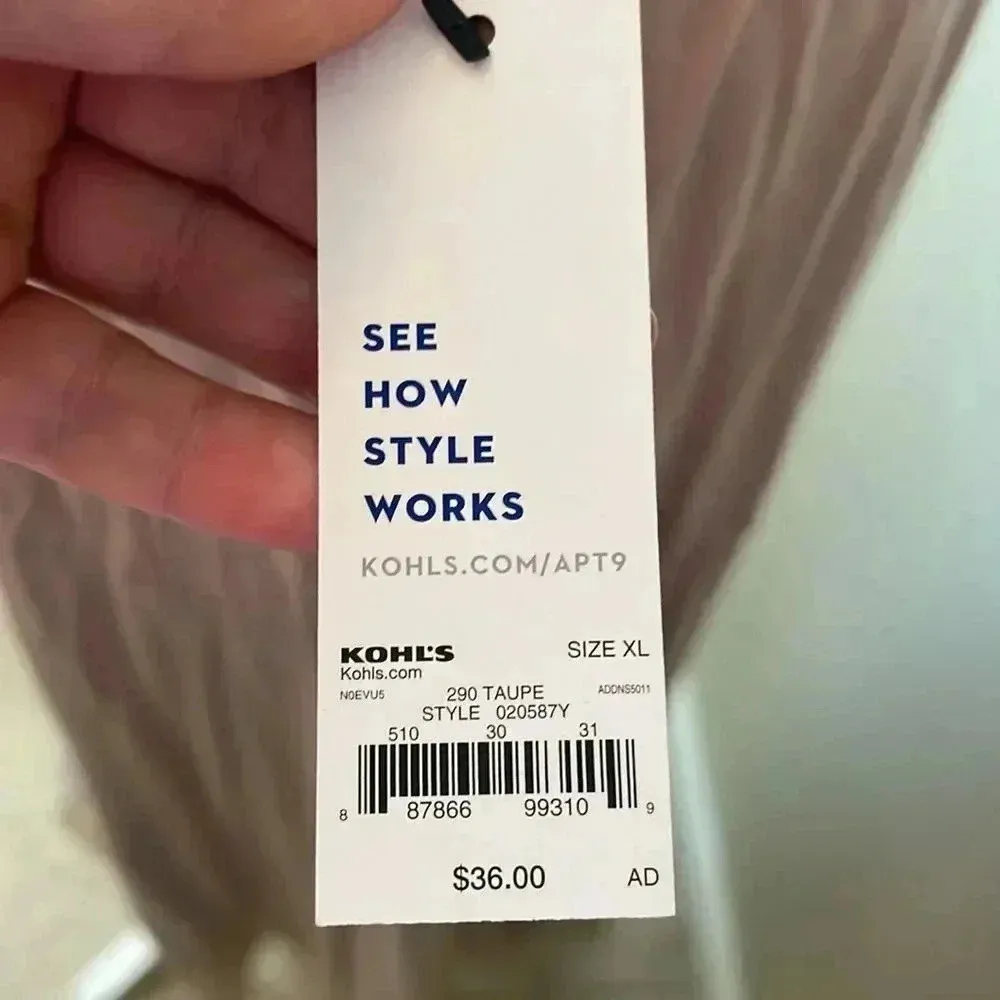 SEE
HOW
STYLE
WORKS
KOHLS.COM/APT9
KOHL'S SIZE XL
Kohls.com
N0EVU5 290 TAUPE ADDNS5011
STYLE 020587Y
510 30 31
8 87866 99310 9
$36.00 AD